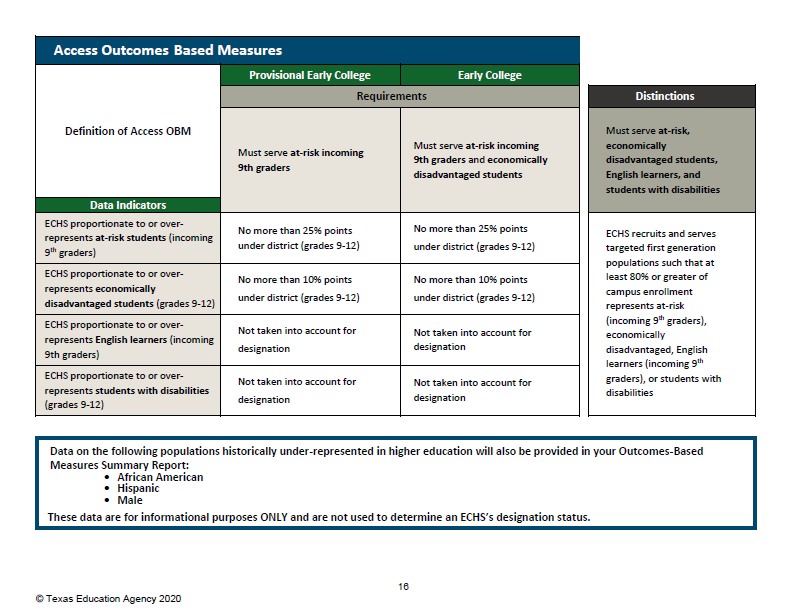 Access Outcomes Based Measures
Provisional Early College
Early College
Definition of Access OBM
Requirements
Distinctions
Must serve at-risk incoming
9th graders
Must serve at-risk incoming
9th graders and economically
disadvantaged students
Must serve at-risk,
economically
disadvantaged students,
English learners, and
students with disabilities
Data Indicators
ECHS proportionate to or over-
represents at-risk students (incoming
9th graders)
No more than 25% points
under district (grades 9-12)
No more than 25% points
under district (grades 9-12)
ECHS proportionate to or over-
represents economically
disadvantaged students (grades 9-12)
No more than 10% points
under district (grades 9-12)
No more than 10% points
under district (grades 9-12)
ECHS proportionate to or over-
represents English learners (incoming
9th graders)
Not taken into account for
designation
Not taken into account for
designation
ECHS proportionate to or over-
represents students with disabilities
(grades 9-12)
Not taken into account for
designation
Not taken into account for
designation
ECHS recruits and serves
targeted first generation
populations such that at
least 80% or greater of
campus enrollment
represents at-risk
(incoming 9th graders),
economically
disadvantaged, English
learners (incoming 9th
graders), or students with
disabilities
Data on the following populations historically under-represented in higher education will also be provided in your Outcomes-Based
Measures Summary Report:
• African American
• Hispanic
• Male
These data are for informational purposes ONLY and are not used to determine an ECHS's designation status.
16
© Texas Education Agency 2020